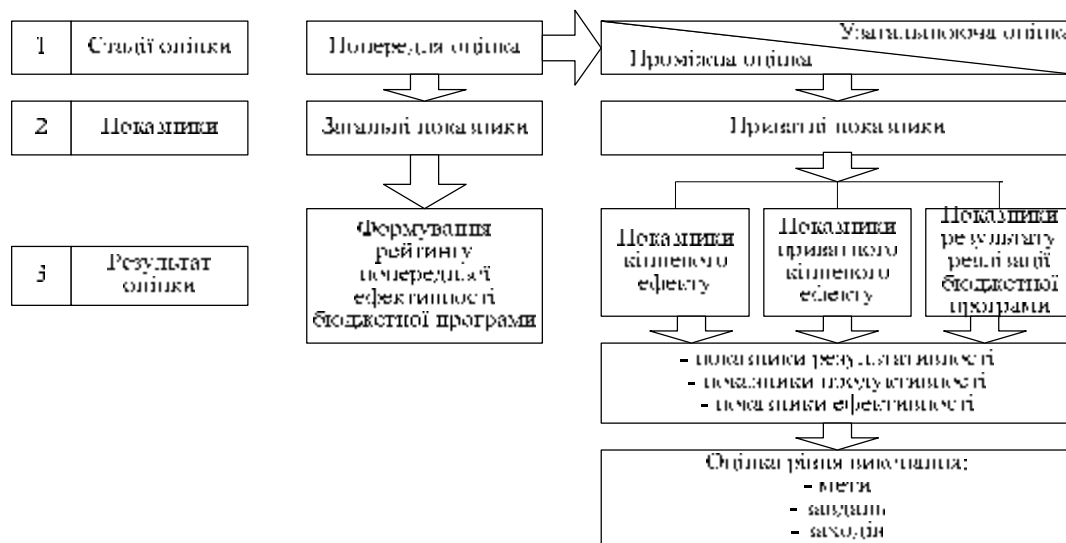 1
Стадії оцінки
Попередня оцінка
Узагальнююча оцінка
Проміжна оцінка
2
Показники
Загальні показники
Приватні показники
3
Результат
оцінки
Формування
рейтингу
попередньої
ефективності
бюджетної програми
Показники
кінцевого
ефекту
Показники
приватного
кінцевого
ефекту
Показники
результату
реалізації
бюджетної
програми
- показники результативності
- показники продуктивності
- показники ефективності
Оцінка рівня виконання:
- мети
- завдань
- заходів